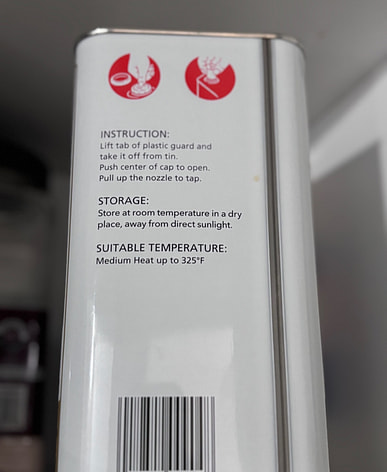 INSTRUCTION:
Lift tab of plastic guard and
take it off from tin.
Push center of cap to open.
Pull up the nozzle to tap.
STORAGE:
Store at room temperature in a dry
place, away from direct sunlight.
SUITABLE TEMPERATURE:
Medium Heat up to 325°F